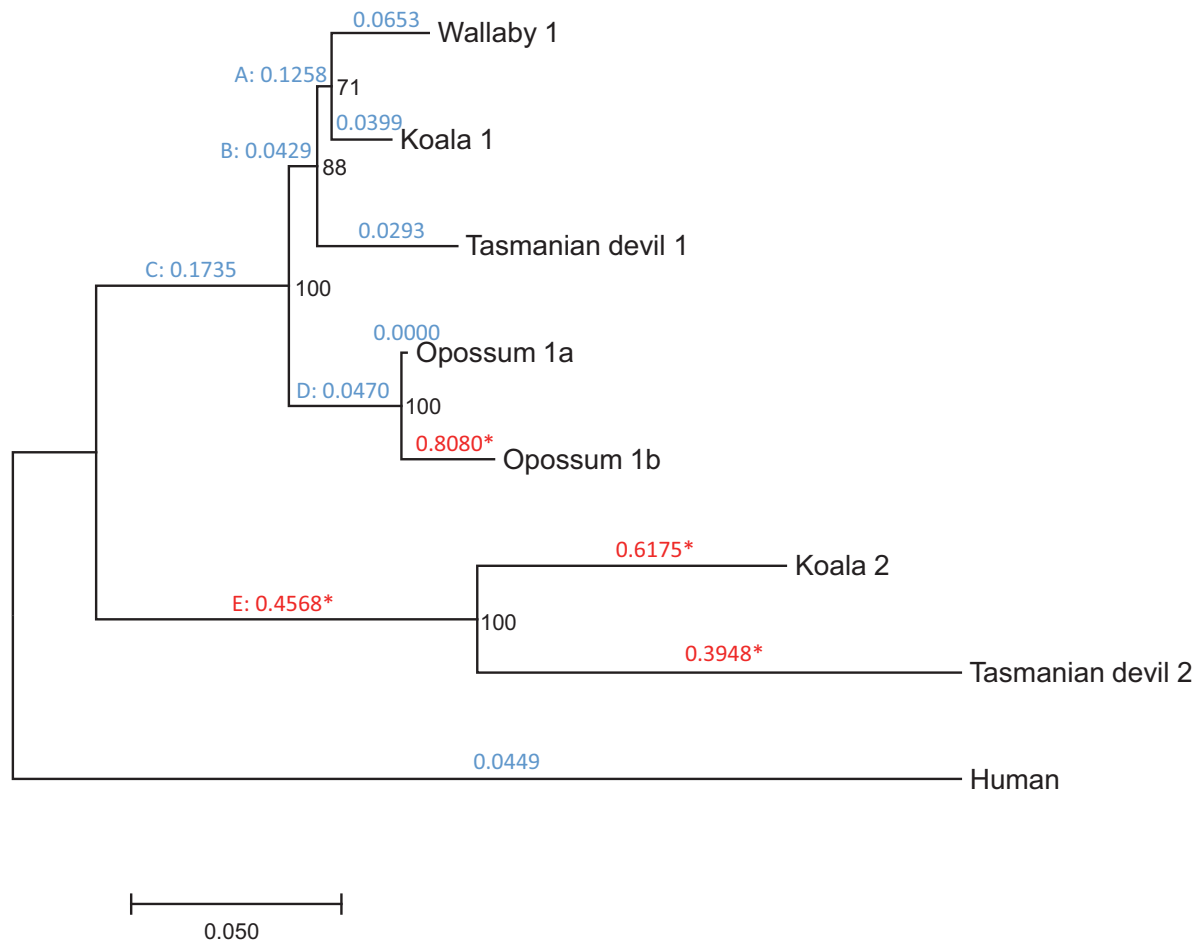 0.0653
Wallaby 1
A: 0.1258
71
0.0399
Koala 1
B: 0.0429
88
0.0293
Tasmanian devil 1
C: 0.1735
100
0.0000
Opossum 1a
D: 0.0470
100
0.8080*
Opossum 1b
0.6175*
Koala 2
E: 0.4568*
100
0.3948*
Tasmanian devil 2
0.0449
Human
0.050